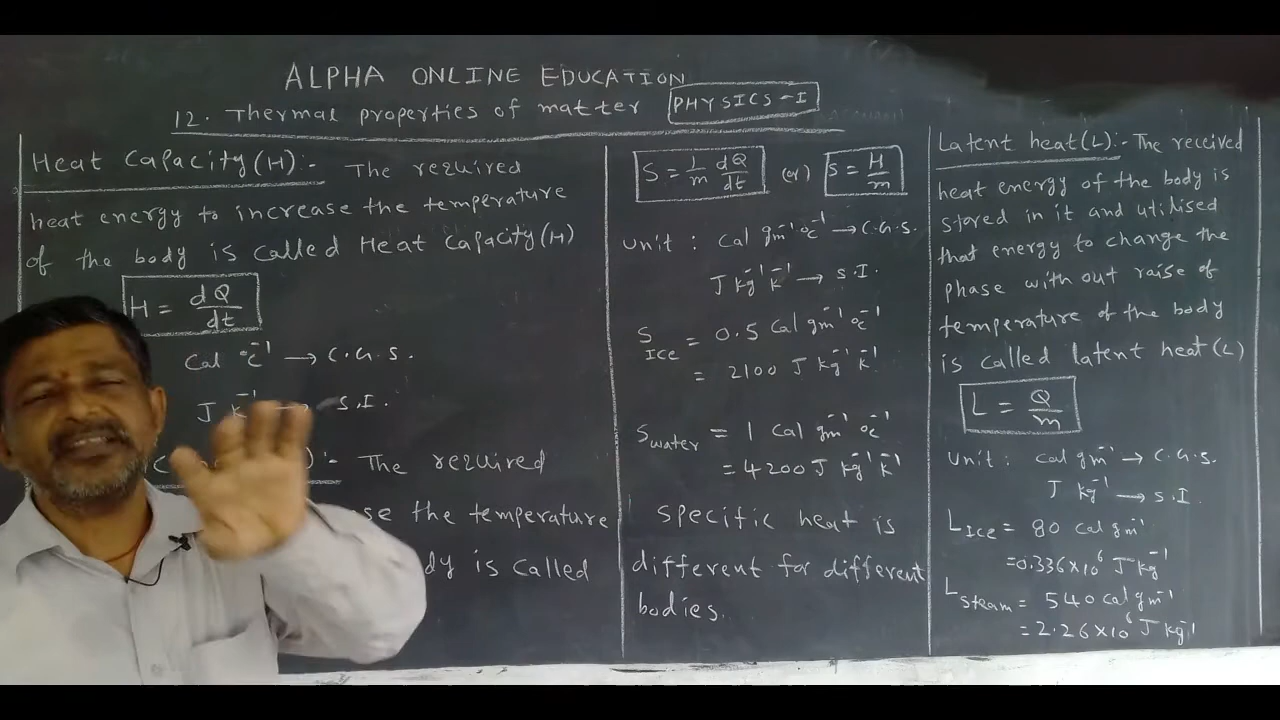 ALPHA ONLINE EDUCATION
12. Thermal properties of matter PHYSICS-I
Heat Capacity(H):- The required
heat energy to increase the temperature
of the body is called Heat Capacity(H)
H = dQ/dt
Cal °c⁻¹ → C.G.S.
J K⁻¹ → S.I.
):- The required
se the temperature
dy is called
S = 1/m dQ/dt (or) S = H/m
Unit : Cal gm⁻¹ °c⁻¹ → C.G.S.
J kg⁻¹ K⁻¹ → S.I.
S Ice = 0.5 Cal gm⁻¹ °c⁻¹
= 2100 J kg⁻¹ K⁻¹
S water = 1 Cal gm⁻¹ °c⁻¹
= 4200 J kg⁻¹ K⁻¹
specific heat is
different for different
bodies.
Latent heat(L):- The received
heat energy of the body is
stored in it and utilised
that energy to change the
phase with out raise of
temperature of the body
is called latent heat(L)
L = Q/m
Unit : Cal gm⁻¹ → C.G.S.
J kg⁻¹ → S.I.
L Ice = 80 Cal gm⁻¹
=0.336×10⁶ J kg⁻¹
L Steam = 540 Cal gm⁻¹
=2.26×10⁶ J kg⁻¹